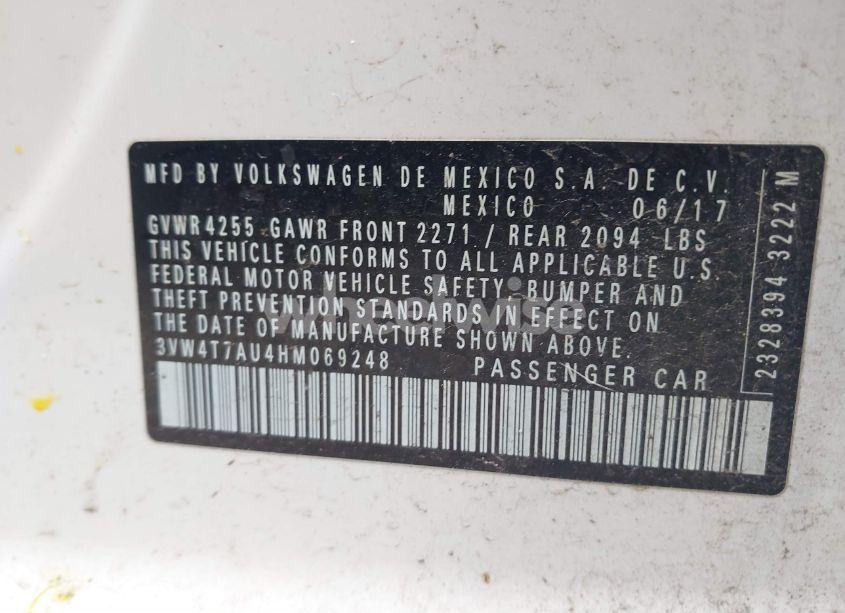 MFD BY VOLKSWAGEN DE MEXICO S.A. DE C.V.
MEXICO 06/17
GVWR 4255 GAWR FRONT 2271 / REAR 2094 LBS
THIS VEHICLE CONFORMS TO ALL APPLICABLE U.S.
FEDERAL MOTOR VEHICLE SAFETY, BUMPER AND
THEFT PREVENTION STANDARDS IN EFFECT ON
THE DATE OF MANUFACTURE SHOWN ABOVE.
3VW4T7AU4HM069248 PASSENGER CAR
2328394 3222 M
wheelwise